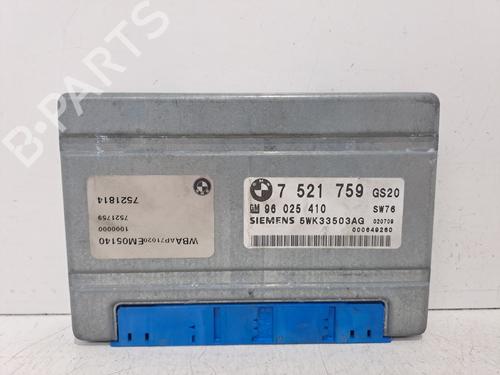 B-PARTS
7 521 759 GS20
GM 96 025 410 SW76
SIEMENS 5WK33503AG 020709
000649260
WBAAP71020EM05140
1000000
7521759
7521814